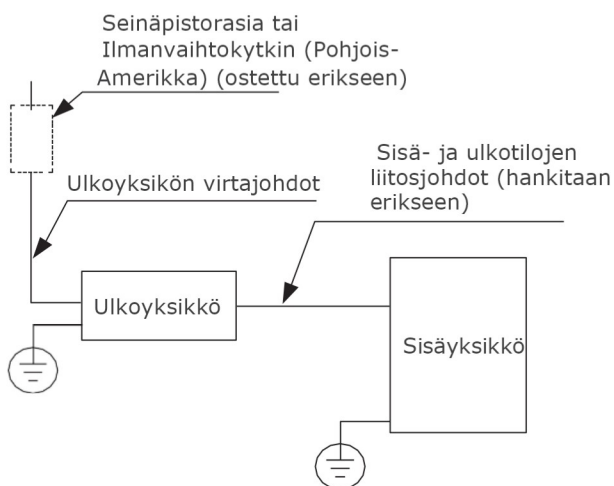 Seinäpistorasia tai
Ilmanvaihtokytkin (Pohjois-
Amerikka) (ostettu erikseen)
Sisä- ja ulkotilojen
liitosjohdot (hankitaan
erikseen)
Ulkoyksikön virtajohdot
Ulkoyksikkö
Sisäyksikkö